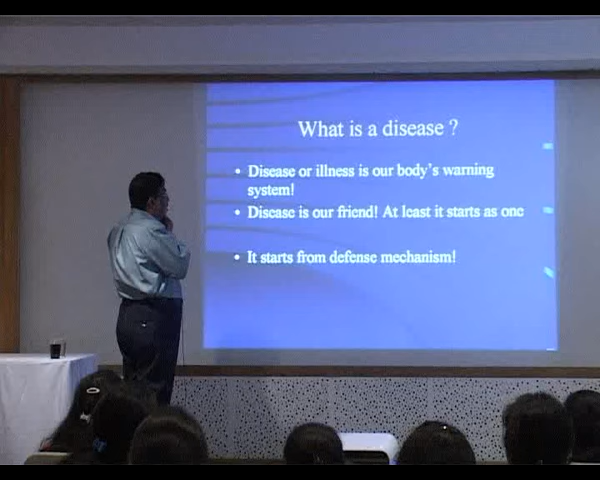 What is a disease ?
• Disease or illness is our body's warning
system!
• Disease is our friend! At least it starts as one
• It starts from defense mechanism!